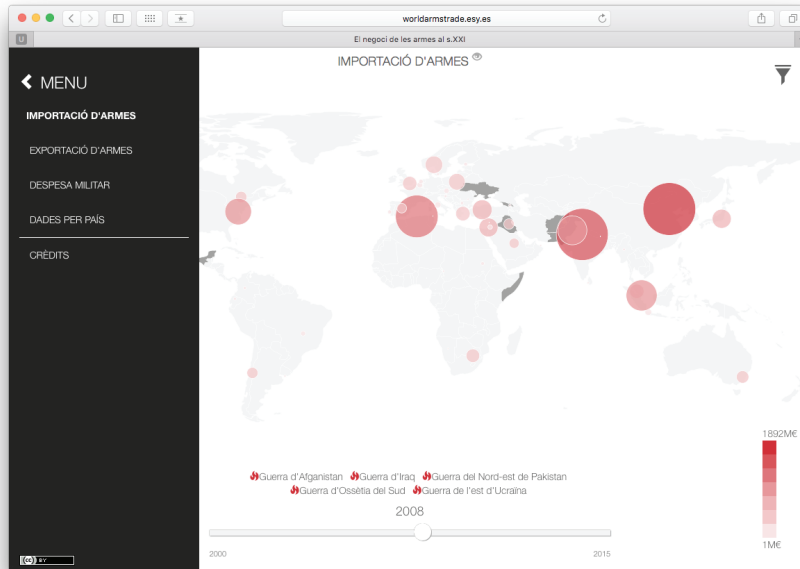 worldarmstrade.esy.es
U
El negoci de les armes al s.XXI
MENU
IMPORTACIÓ D'ARMES
EXPORTACIÓ D'ARMES
DESPESA MILITAR
DADES PER PAÍS
CRÈDITS
IMPORTACIÓ D'ARMES
Guerra d'Afganistan Guerra d'Iraq Guerra del Nord-est de Pakistan
Guerra d'Ossètia del Sud Guerra de l'est d'Ucraïna
2008
2000 2015
1892M€
1M€
cc BY